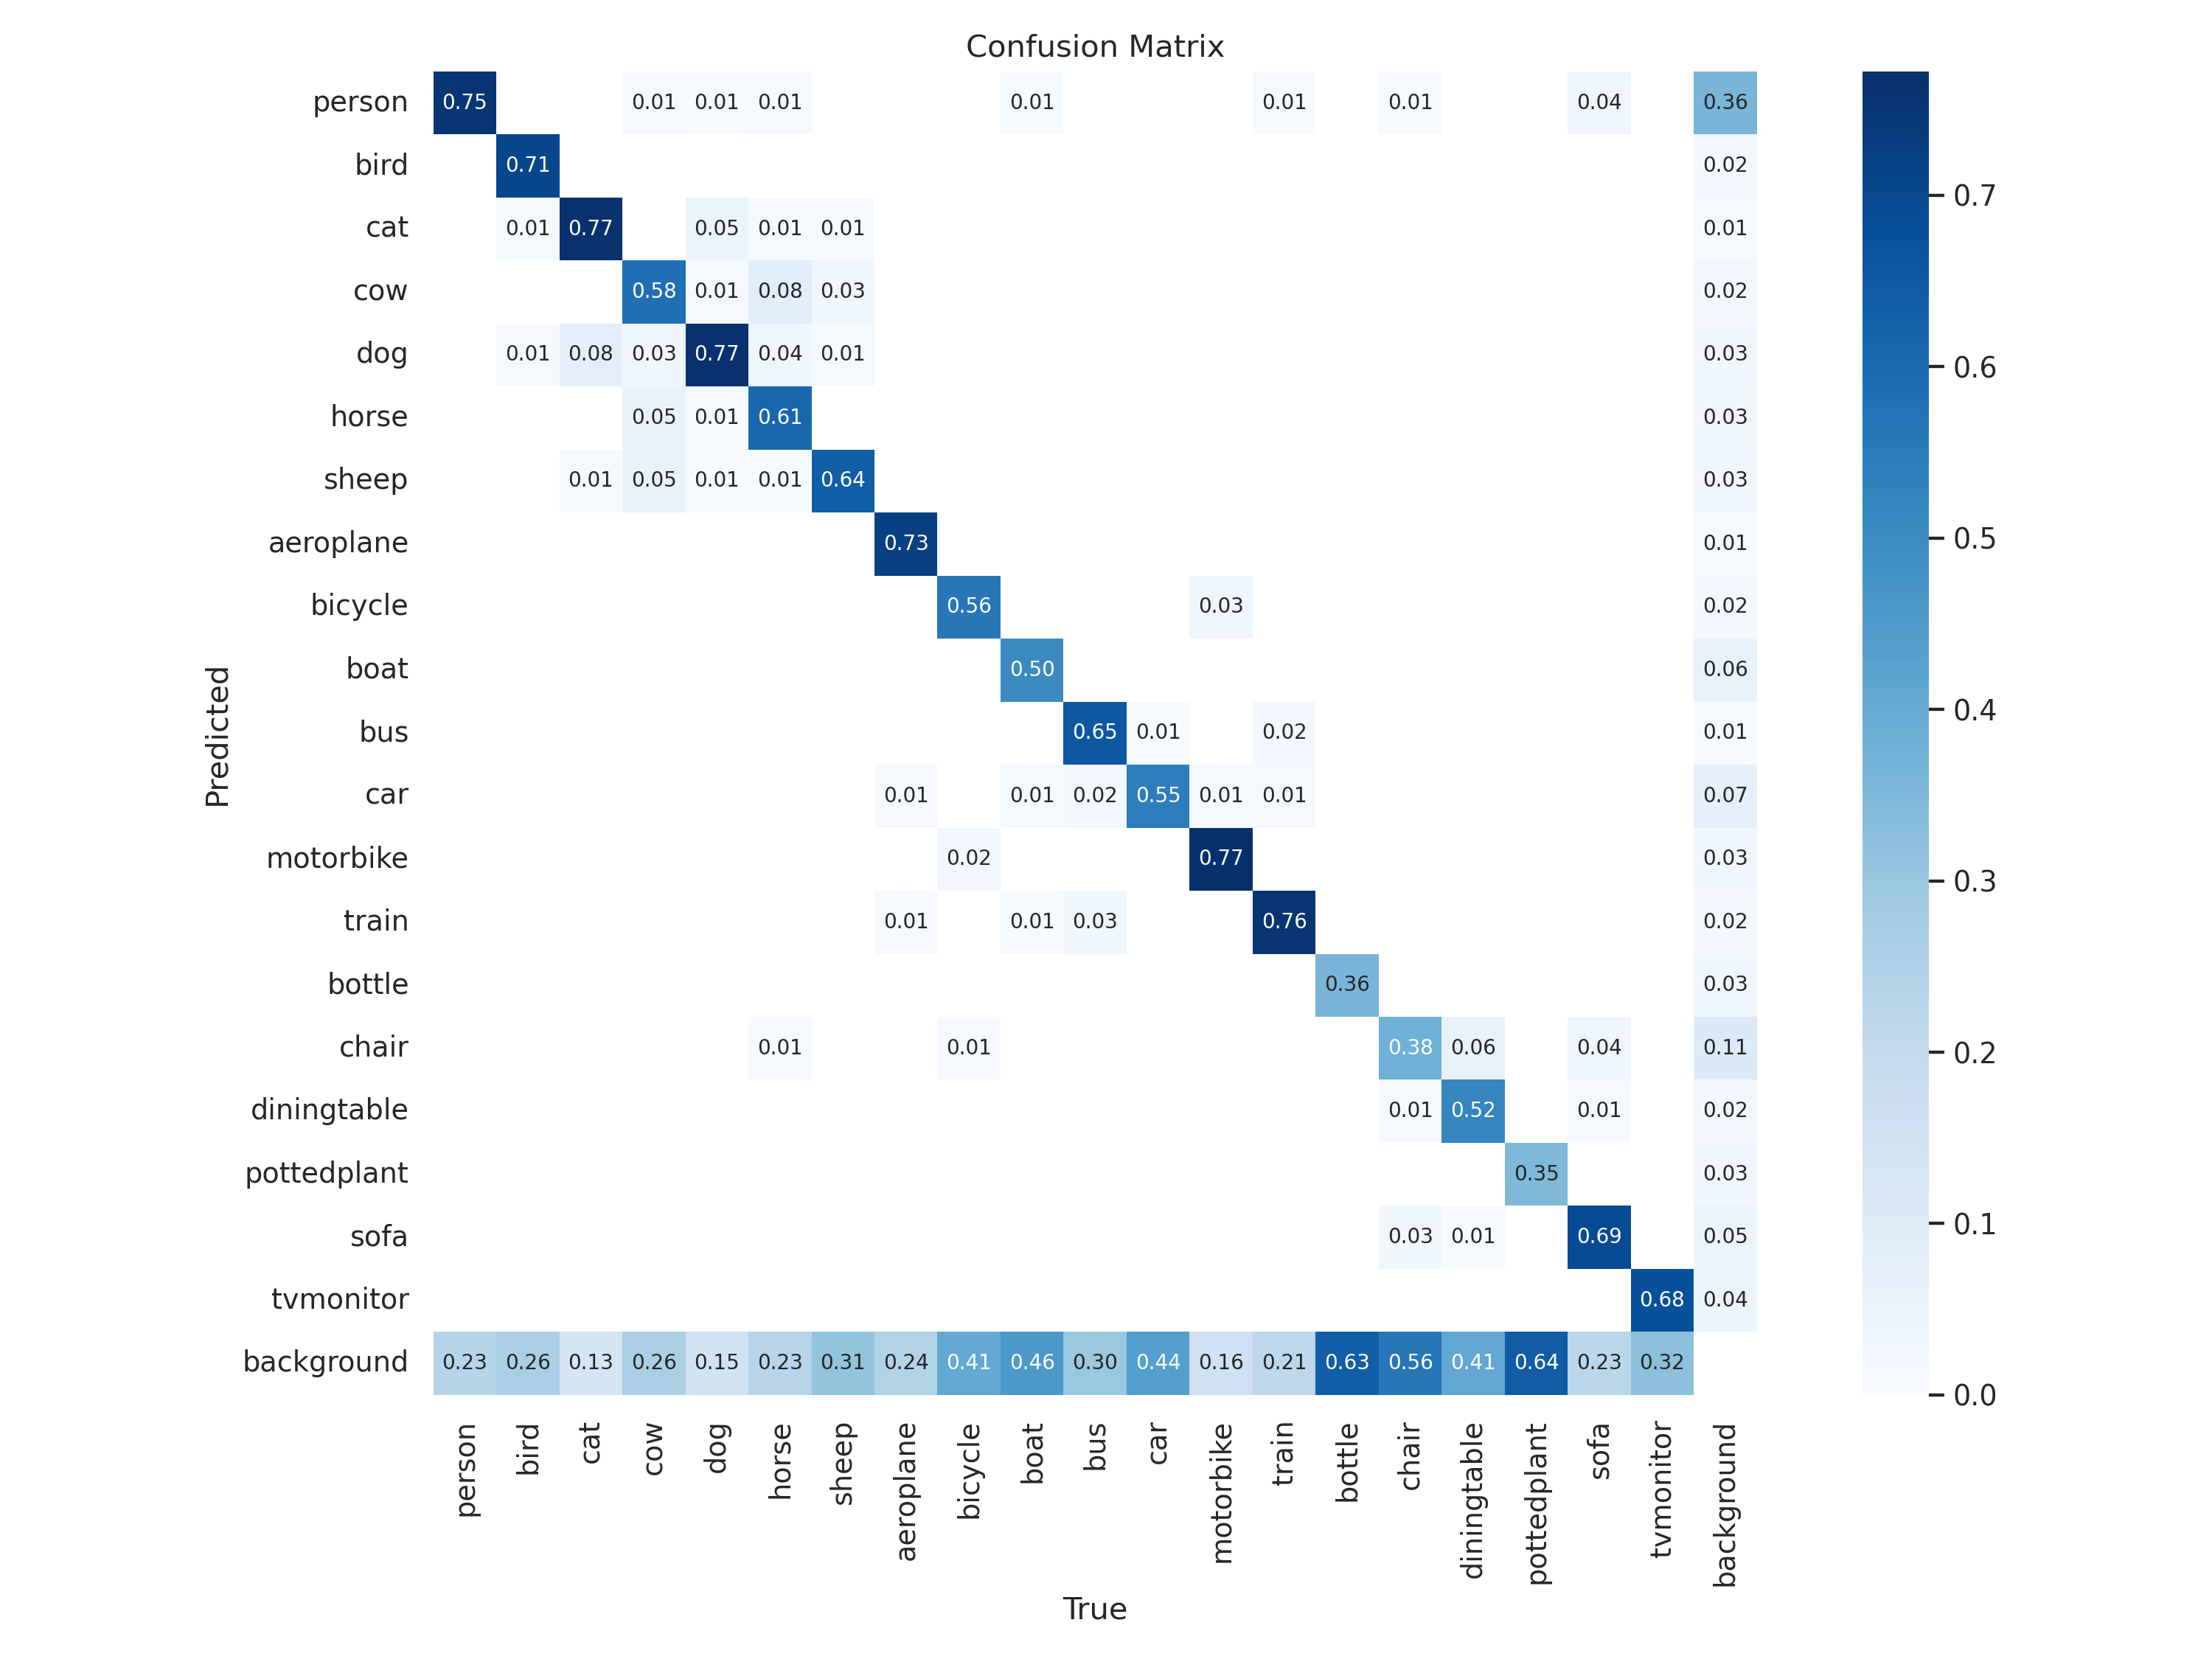 Confusion Matrix
person 0.75 0.01 0.01 0.01 0.01 0.01 0.01 0.04 0.36
bird 0.71 0.02
cat 0.01 0.77 0.05 0.01 0.01 0.01
cow 0.58 0.01 0.08 0.03 0.02
dog 0.01 0.08 0.03 0.77 0.04 0.01 0.03
horse 0.05 0.01 0.61 0.03
sheep 0.01 0.05 0.01 0.01 0.64 0.03
aeroplane 0.73 0.01
bicycle 0.56 0.03 0.02
boat 0.50 0.06
bus 0.65 0.01 0.02 0.01
car 0.01 0.01 0.02 0.55 0.01 0.01 0.07
motorbike 0.02 0.77 0.03
train 0.01 0.01 0.03 0.76 0.02
bottle 0.36 0.03
chair 0.01 0.01 0.38 0.06 0.04 0.11
diningtable 0.01 0.52 0.01 0.02
pottedplant 0.35 0.03
sofa 0.03 0.01 0.69 0.05
tvmonitor 0.68 0.04
background 0.23 0.26 0.13 0.26 0.15 0.23 0.31 0.24 0.41 0.46 0.30 0.44 0.16 0.21 0.63 0.56 0.41 0.64 0.23 0.32
person bird cat cow dog horse sheep aeroplane bicycle boat bus car motorbike train bottle chair diningtable pottedplant sofa tvmonitor background
True
Predicted
0.7
0.6
0.5
0.4
0.3
0.2
0.1
0.0